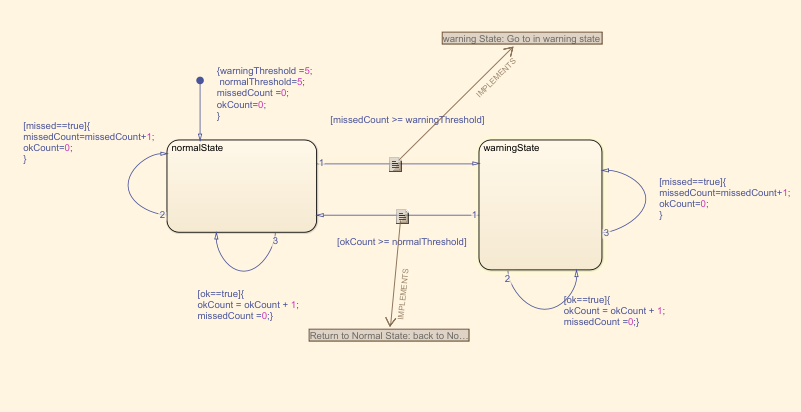 warning State: Go to in warning state
IMPLEMENTS
{warningThreshold =5;
normalThreshold=5;
missedCount =0;
okCount=0;
}
[missedCount >= warningThreshold]
[missed==true]{
missedCount=missedCount+1;
okCount=0;
}
normalState
1
2
3
warningState
1
2
3
[missed==true]{
missedCount=missedCount+1;
okCount=0;
}
[okCount >= normalThreshold]
IMPLEMENTS
[ok==true]{
okCount = okCount + 1;
missedCount =0;}
[ok==true]{
okCount = okCount + 1;
missedCount =0;}
Return to Normal State: back to No...